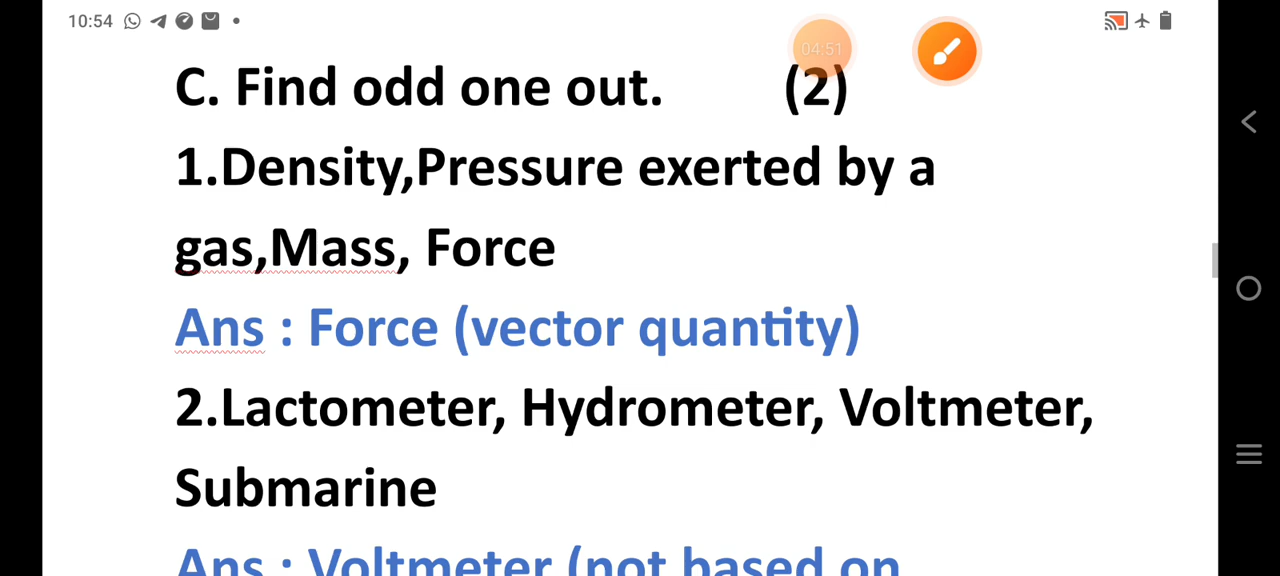 10:54
04:51
C. Find odd one out. (2)
1.Density,Pressure exerted by a
gas,Mass, Force
Ans : Force (vector quantity)
2.Lactometer, Hydrometer, Voltmeter,
Submarine
Ans : Voltmeter (not based on